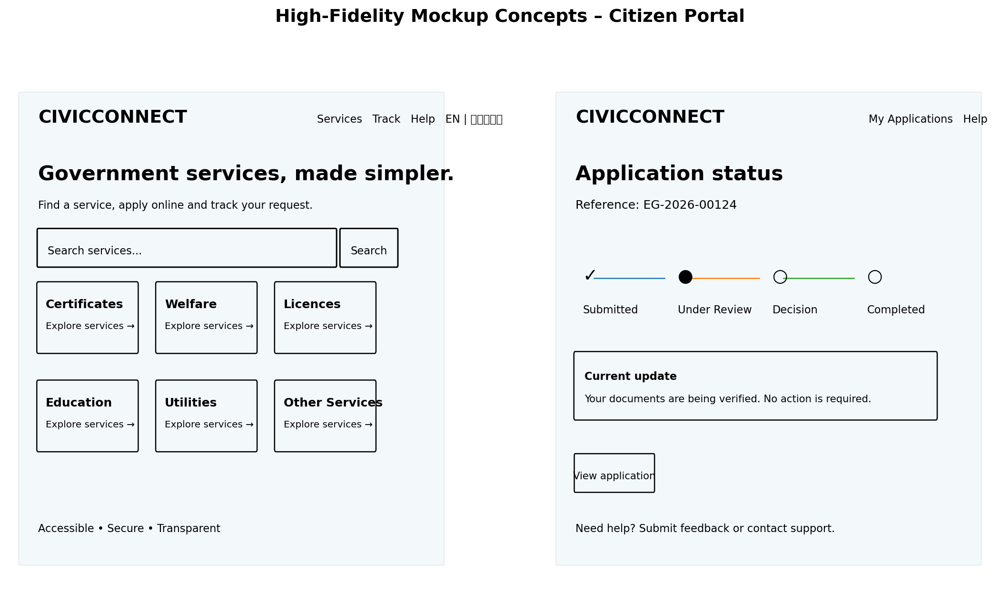 High-Fidelity Mockup Concepts – Citizen Portal
CIVICCONNECT
Services Track Help EN |
Government services, made simpler.
Find a service, apply online and track your request.
Search services...
Search
Certificates
Explore services →
Welfare
Explore services →
Licences
Explore services →
Education
Explore services →
Utilities
Explore services →
Other Services
Explore services →
Accessible • Secure • Transparent
CIVICCONNECT
My Applications Help
Application status
Reference: EG-2026-00124
✓
Submitted
Under Review
Decision
Completed
Current update
Your documents are being verified. No action is required.
View application
Need help? Submit feedback or contact support.